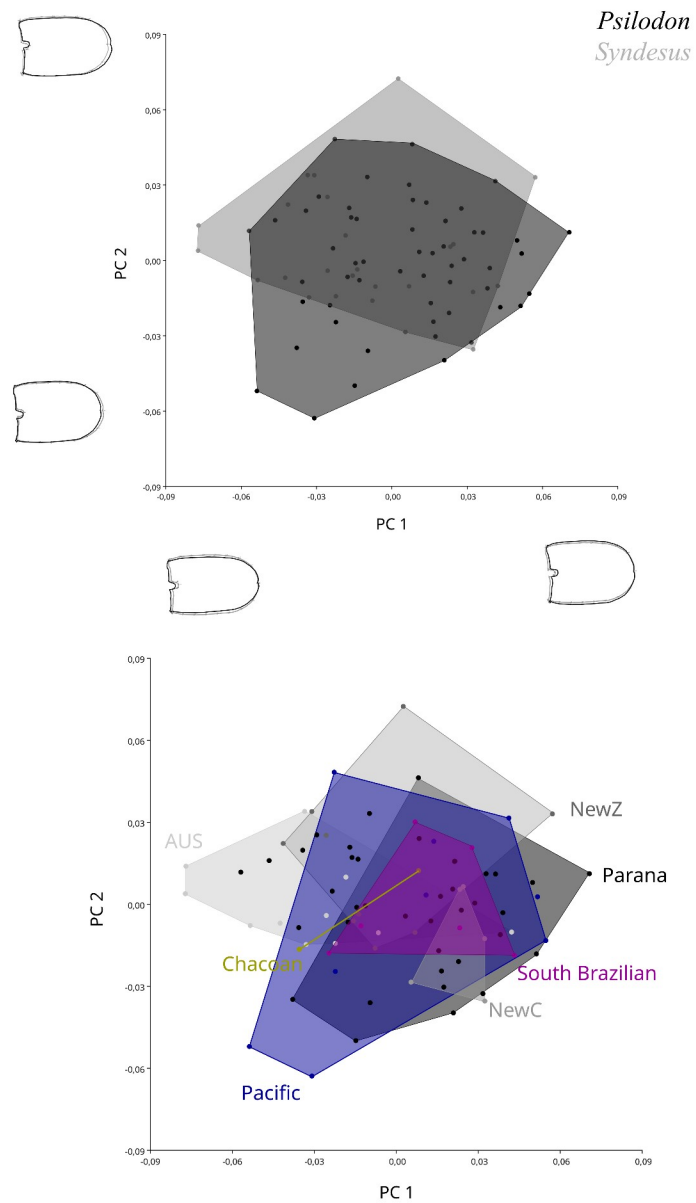 Psilodon
Syndesus
0,09
0,06
0,03
0,00
-0,03
-0,06
-0,09
PC 2
-0,09 -0,06 -0,03 0,00 0,03 0,06 0,09
PC 1
0,09
0,06
0,03
0,00
-0,03
-0,06
-0,09
PC 2
NewZ
AUS
Parana
Chacoan
South Brazilian
NewC
Pacific
-0,09 -0,06 -0,03 0,00 0,03 0,06 0,09
PC 1